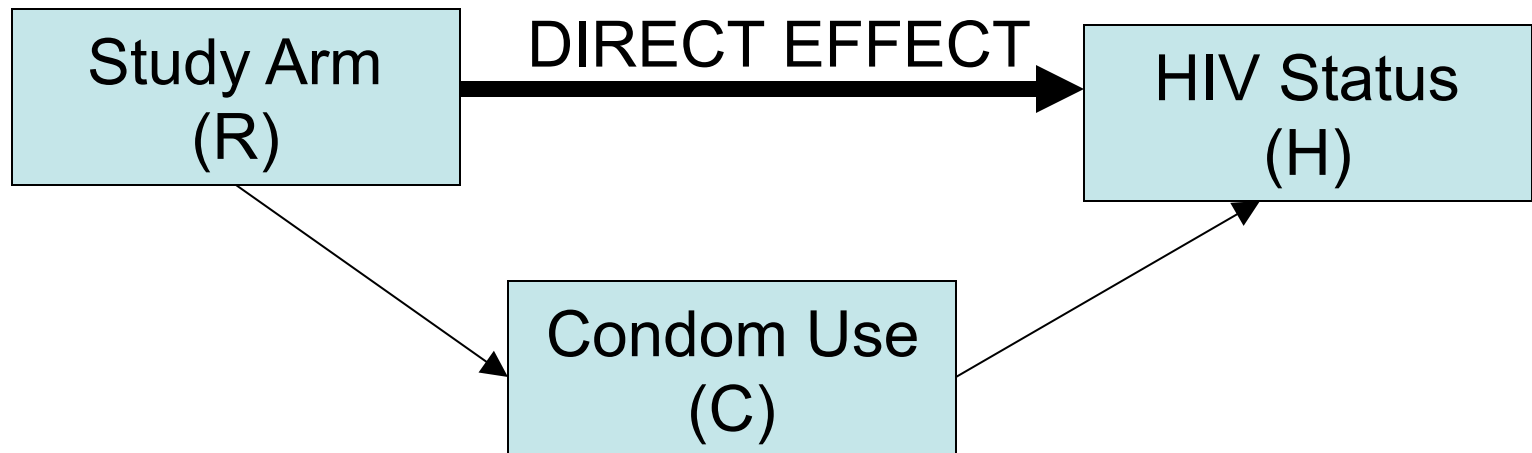 Study Arm
(R)
DIRECT EFFECT
HIV Status
(H)
Condom Use
(C)